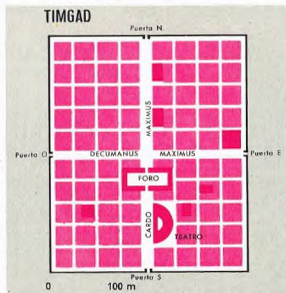 TIMGAD
Puerta N.
MAXIMUS
Puerta O.
DECUMANUS MAXIMUS
Puerta E.
FORO
CARDO
TEATRO
Puerta S.
0 100 m